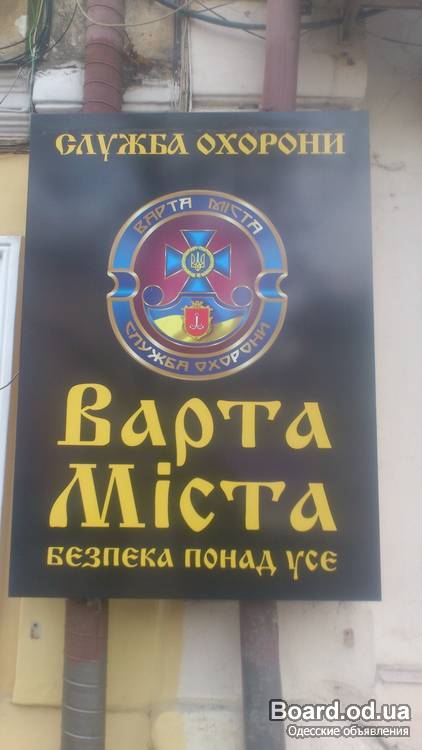 СЛУЖБА ОХОРОНИ
ВАРТА МІСТА
СЛУЖБА ОХОРОНИ
Варта
Міста
БЕЗПЕКА ПОНАД УСЕ
Board.od.ua
Одесские объявления